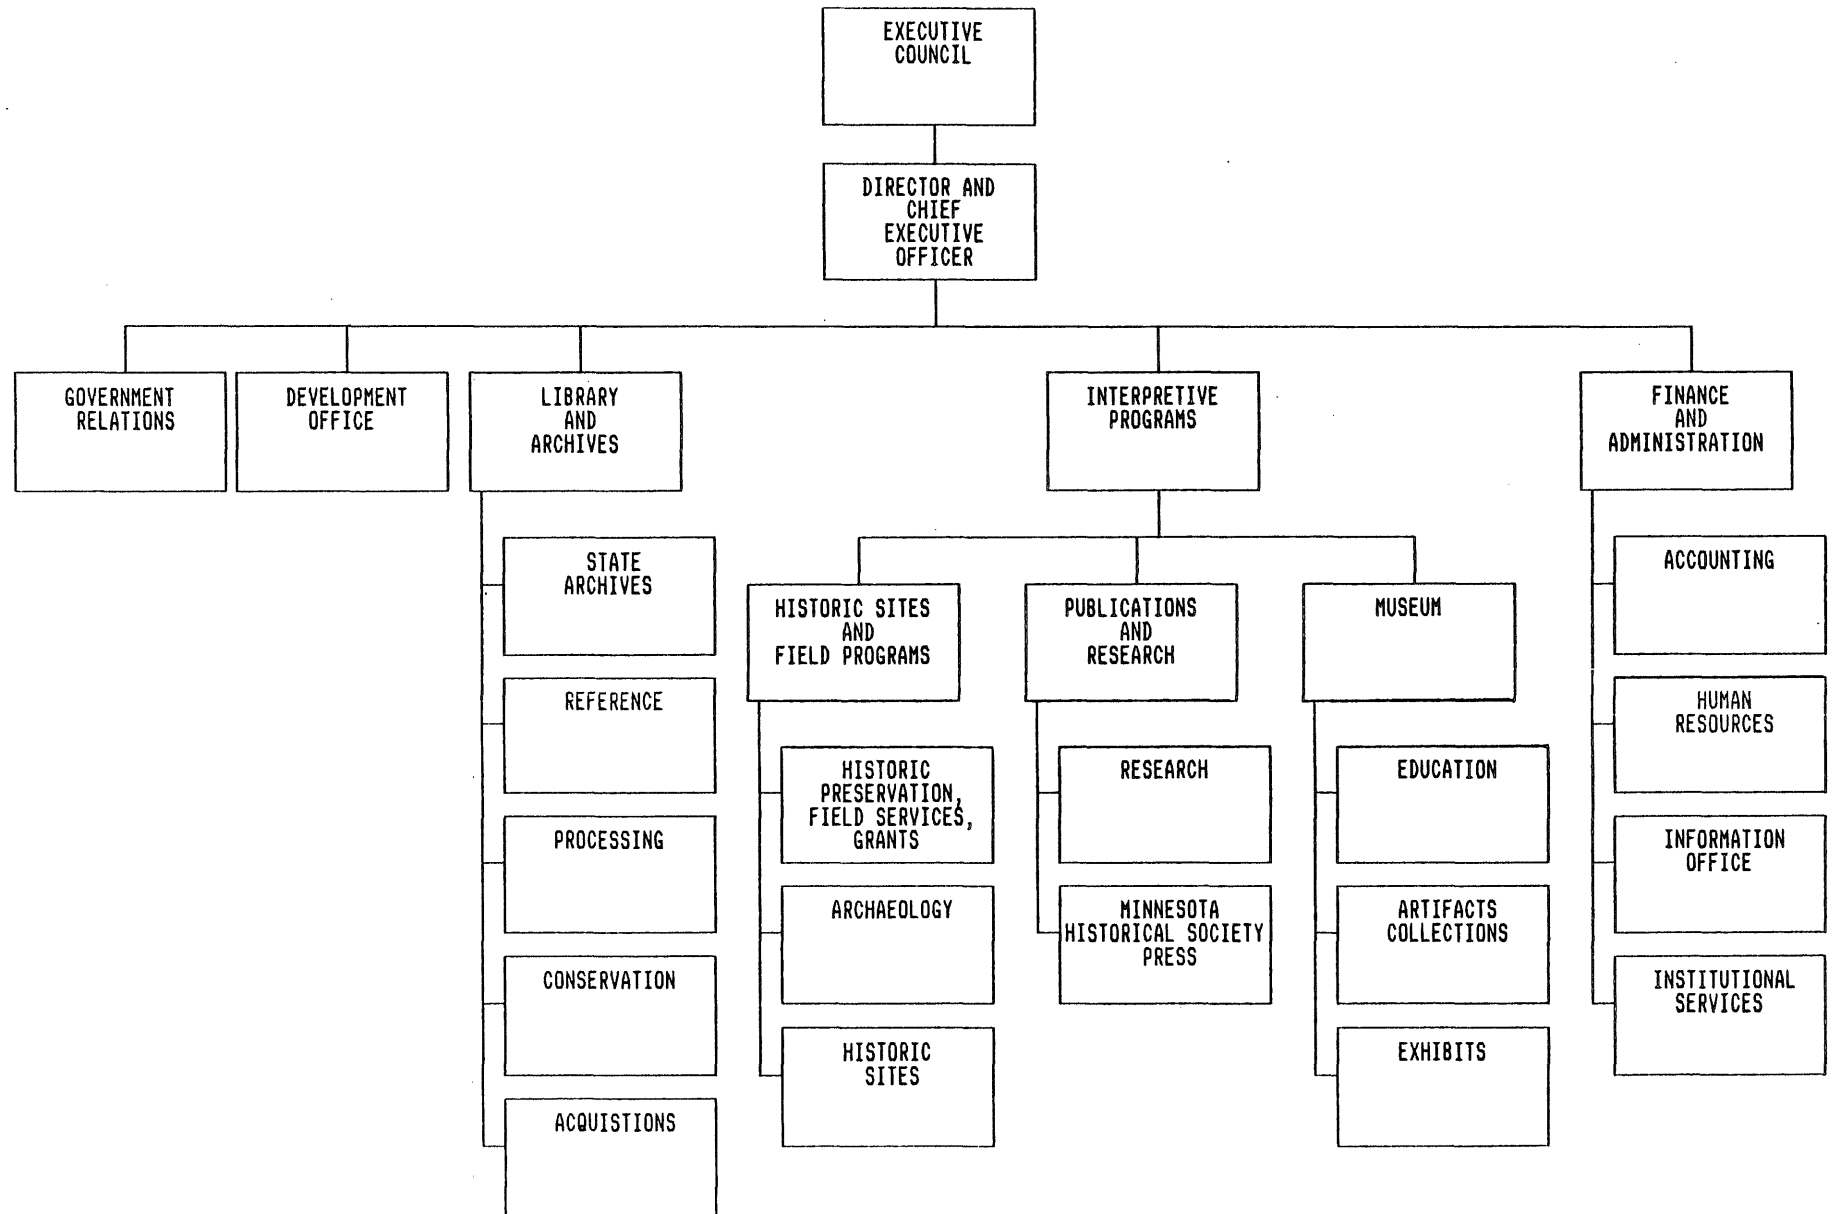 EXECUTIVE
COUNCIL
DIRECTOR AND
CHIEF
EXECUTIVE
OFFICER
GOVERNMENT
RELATIONS
DEVELOPMENT
OFFICE
LIBRARY
AND
ARCHIVES
INTERPRETIVE
PROGRAMS
FINANCE
AND
ADMINISTRATION
STATE
ARCHIVES
REFERENCE
PROCESSING
CONSERVATION
ACQUISTIONS
HISTORIC SITES
AND
FIELD PROGRAMS
HISTORIC
PRESERVATION,
FIELD SERVICES,
GRANTS
ARCHAEOLOGY
HISTORIC
SITES
PUBLICATIONS
AND
RESEARCH
RESEARCH
MINNESOTA
HISTORICAL SOCIETY
PRESS
MUSEUM
EDUCATION
ARTIFACTS
COLLECTIONS
EXHIBITS
ACCOUNTING
HUMAN
RESOURCES
INFORMATION
OFFICE
INSTITUTIONAL
SERVICES